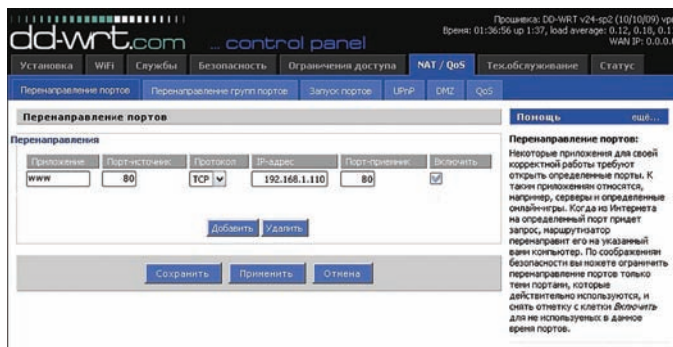 Прошивка: DD-WRT v24-sp2 (10/10/09) vp
Время: 01:36:56 up 1:37, load average: 0.12, 0.18, 0.1
WAN IP: 0.0.0.
dd-wrt.com ... control panel
Установка WiFi Службы Безопасность Ограничения доступа NAT / QoS Тех.обслуживание Статус
Перенаправление портов Перенаправление групп портов Запуск портов UPnP DMZ QoS
Перенаправление портов
Перенаправления
Приложение Порт-источник Протокол IP-адрес Порт-приемник Включить
www 80 TCP 192.168.1.110 80
Добавить Удалить
Сохранить Применить Отмена
Помощь ещё...
Перенаправление портов:
Некоторые приложения для своей
корректной работы требуют
открыть определенные порты. К
таким приложениям относятся,
например, серверы и определенные
онлайн-игры. Когда из Интернета
на определенный порт придет
запрос, маршрутизатор
перенаправит его на указанный
вами компьютер. По соображениям
безопасности вы можете ограничить
перенаправление портов только
теми портами, которые
действительно используются, и
снять отметку с клетки Включить
для не используемых в данное
время портов.